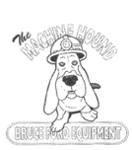 The
MACHINE HOUND
BRUCE FORD EQUIPMENT